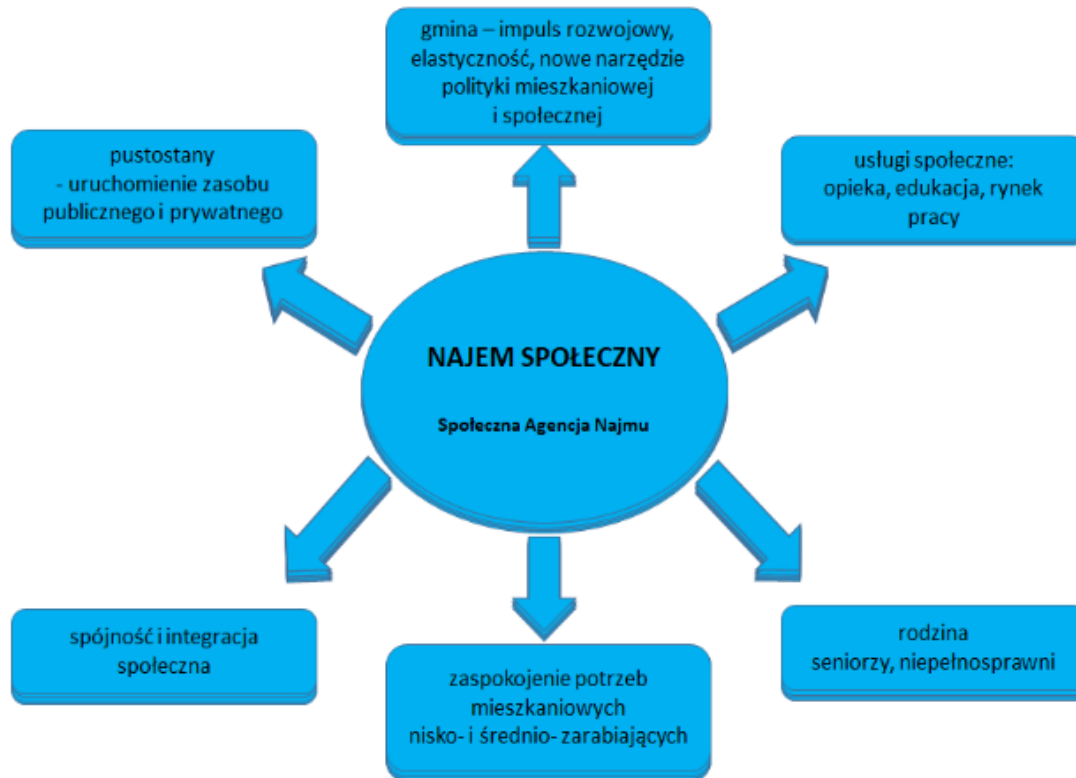 gmina – impuls rozwojowy,
elastyczność, nowe narzędzie
polityki mieszkaniowej
i społecznej
pustostany
- uruchomienie zasobu
publicznego i prywatnego
usługi społeczne:
opieka, edukacja, rynek
pracy
NAJEM SPOŁECZNY
Społeczna Agencja Najmu
spójność i integracja
społeczna
zaspokojenie potrzeb
mieszkaniowych
nisko- i średnio- zarabiających
rodzina
seniorzy, niepełnosprawni